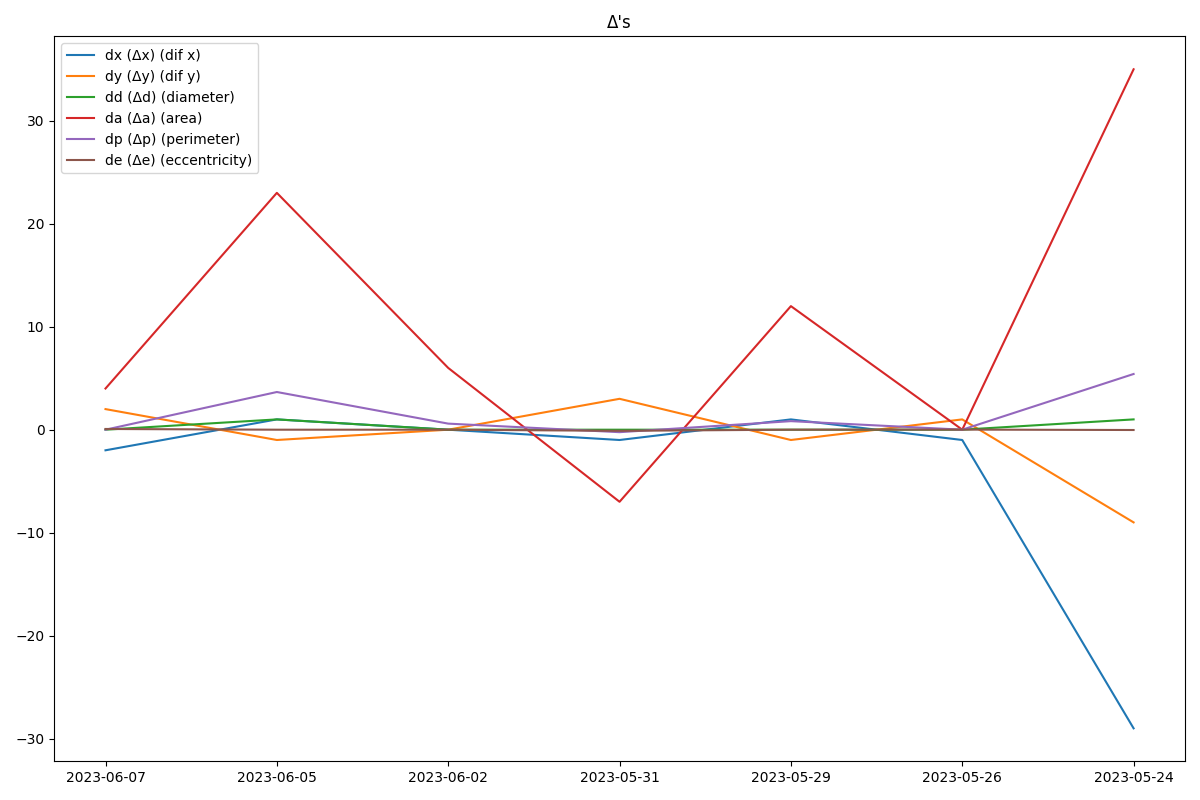 Δ's
dx (Δx) (dif x)
dy (Δy) (dif y)
dd (Δd) (diameter)
da (Δa) (area)
dp (Δp) (perimeter)
de (Δe) (eccentricity)
30
20
10
0
−10
−20
−30
2023-06-07 2023-06-05 2023-06-02 2023-05-31 2023-05-29 2023-05-26 2023-05-24